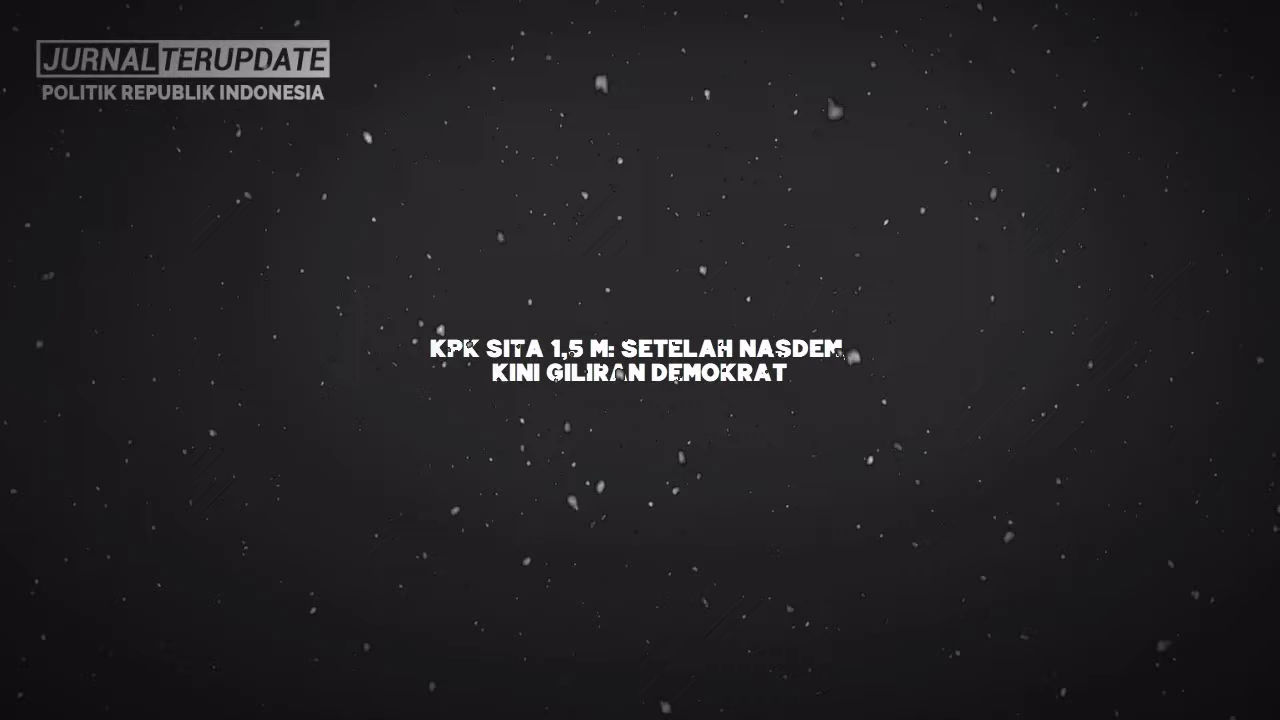 JURNALTERUPDATE
POLITIK REPUBLIK INDONESIA
KPK SITA 1,5 M: SETELAH NASDEM,
KINI GILIRAN DEMOKRAT